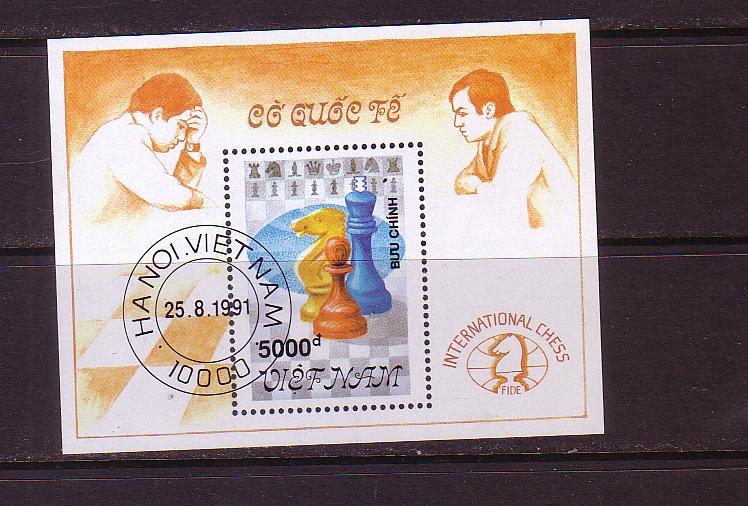 CỜ QUỐC TẾ
BƯU CHÍNH
HANOI.VIETNAM
25.8.1991
10000
5000đ
VIỆT NAM
INTERNATIONAL CHESS
FIDE